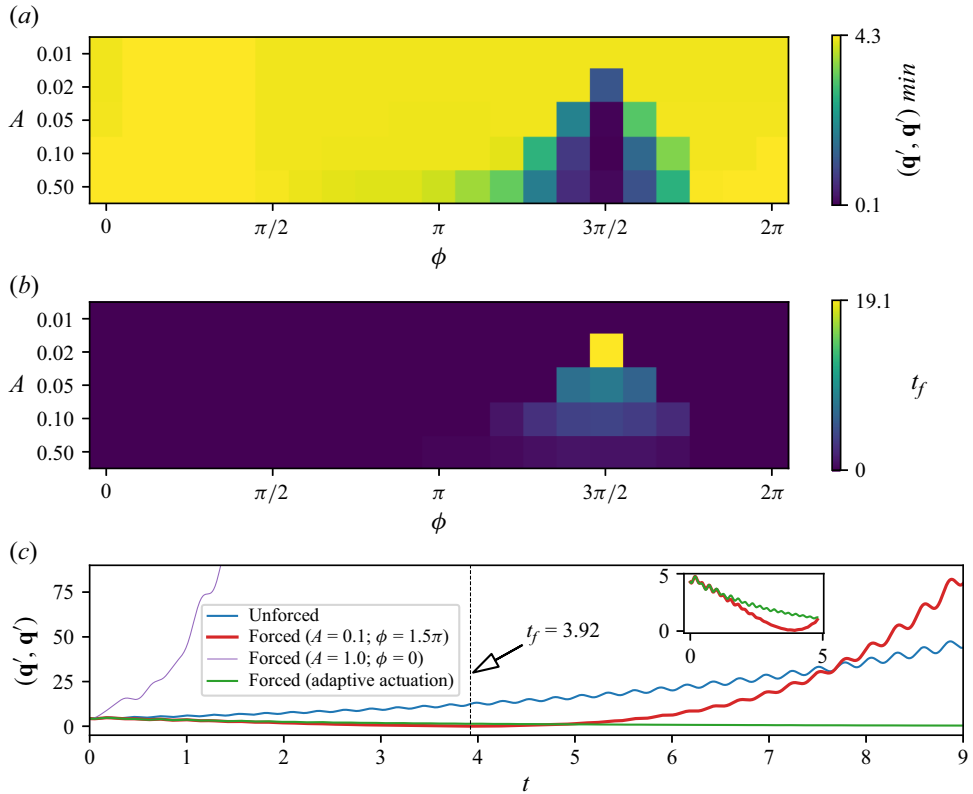 (a)
0.01
0.02
A 0.05
0.10
0.50
0 π/2 π 3π/2 2π
ϕ
4.3
(q′, q′) min
0.1
(b)
0.01
0.02
A 0.05
0.10
0.50
0 π/2 π 3π/2 2π
ϕ
19.1
t_f
0
(c)
75
50
25
0
(q′, q′)
Unforced
Forced (A = 0.1; ϕ = 1.5π)
Forced (A = 1.0; ϕ = 0)
Forced (adaptive actuation)
t_f = 3.92
5
0
0 5
0 1 2 3 4 5 6 7 8 9
t